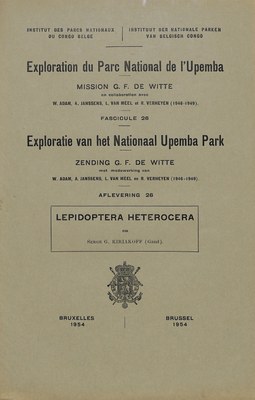 INSTITUT DES PARCS NATIONAUX
DU CONGO BELGE
INSTITUUT DER NATIONALE PARKEN
VAN BELGISCH CONGO
Exploration du Parc National de l'Upemba
MISSION G. F. DE WITTE
en collaboration avec
W. ADAM, A. JANSSENS, L. VAN MEEL et R. VERHEYEN (1946-1949).
FASCICULE 26
Exploratie van het Nationaal Upemba Park
ZENDING G. F. DE WITTE
met medewerking van
W. ADAM, A. JANSSENS, L. VAN MEEL en R. VERHEYEN (1946-1949).
AFLEVERING 26
LEPIDOPTERA HETEROCERA
BRUXELLES
1954
BRUSSEL
1954